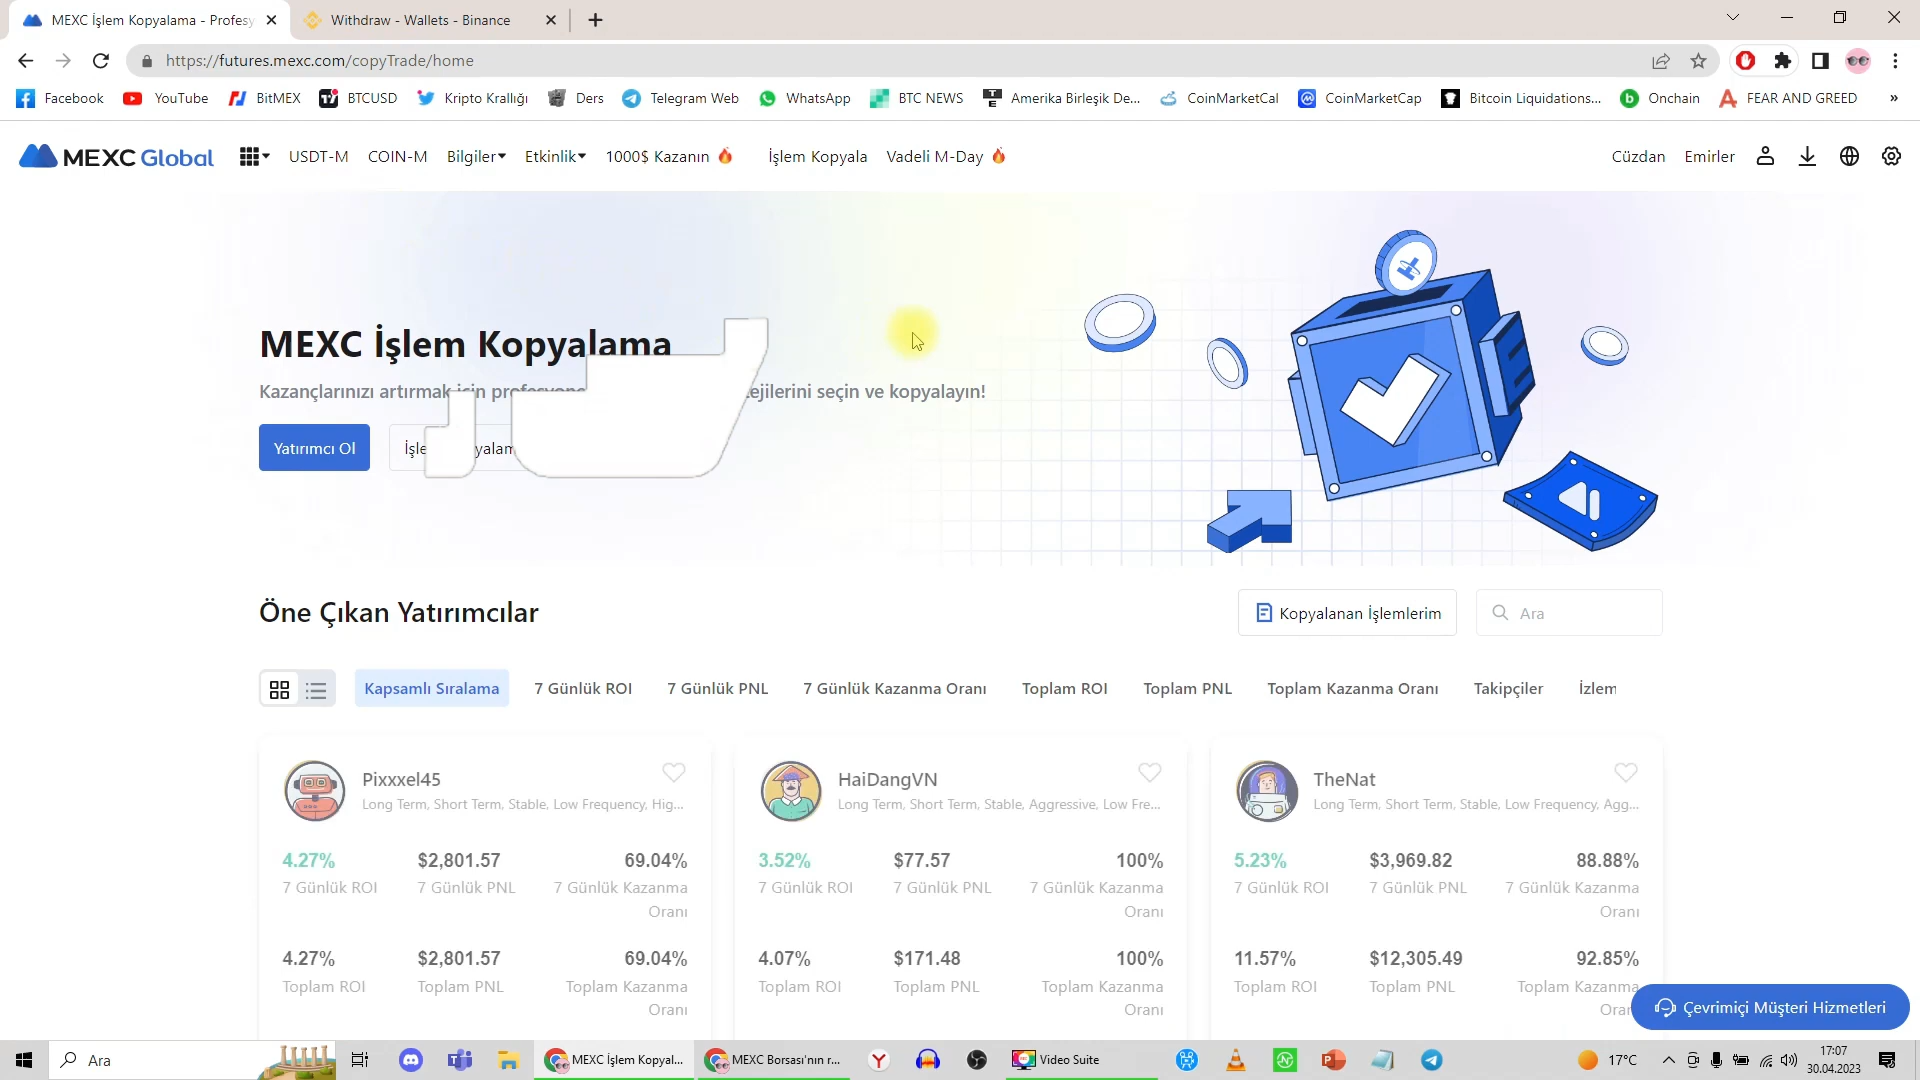 MEXC İşlem Kopyalama - Profesy
Withdraw - Wallets - Binance
https://futures.mexc.com/copyTrade/home
Facebook
YouTube
BitMEX
BTCUSD
Kripto Krallığı
Ders
Telegram Web
WhatsApp
BTC NEWS
Amerika Birleşik De...
CoinMarketCal
CoinMarketCap
Bitcoin Liquidations...
Onchain
FEAR AND GREED
»
MEXC Global
USDT-M
COIN-M
Bilgiler
Etkinlik
1000$ Kazanın
İşlem Kopyala
Vadeli M-Day
Cüzdan
Emirler
MEXC İşlem Kopyalama
Kazançlarınızı artırmak için seçin ve kopyalayın!
Yatırımcı Ol
Öne Çıkan Yatırımcılar
Kopyalanan İşlemlerim
Ara
Kapsamlı Sıralama
7 Günlük ROI
7 Günlük PNL
7 Günlük Kazanma Oranı
Toplam ROI
Toplam PNL
Toplam Kazanma Oranı
Takipçiler
İzlem
Pixxxel45
Long Term, Short Term, Stable, Low Frequency, Hig...
4.27% $2,801.57 69.04%
7 Günlük ROI 7 Günlük PNL 7 Günlük Kazanma
Oranı
4.27% $2,801.57 69.04%
Toplam ROI Toplam PNL Toplam Kazanma
Oranı
HaiDangVN
Long Term, Short Term, Stable, Aggressive, Low Fre...
3.52% $77.57 100%
7 Günlük ROI 7 Günlük PNL 7 Günlük Kazanma
Oranı
4.07% $171.48 100%
Toplam ROI Toplam PNL Toplam Kazanma
Oranı
TheNat
Long Term, Short Term, Stable, Low Frequency, Agg...
5.23% $3,969.82 88.88%
7 Günlük ROI 7 Günlük PNL 7 Günlük Kazanma
Oranı
11.57% $12,305.49 92.85%
Toplam ROI Toplam PNL Toplam Kazanma
Çevrimiçi Müşteri Hizmetleri
Ara
MEXC İşlem Kopyal...
MEXC Borsası'nın r...
Video Suite
17°C
17:07
30.04.2023